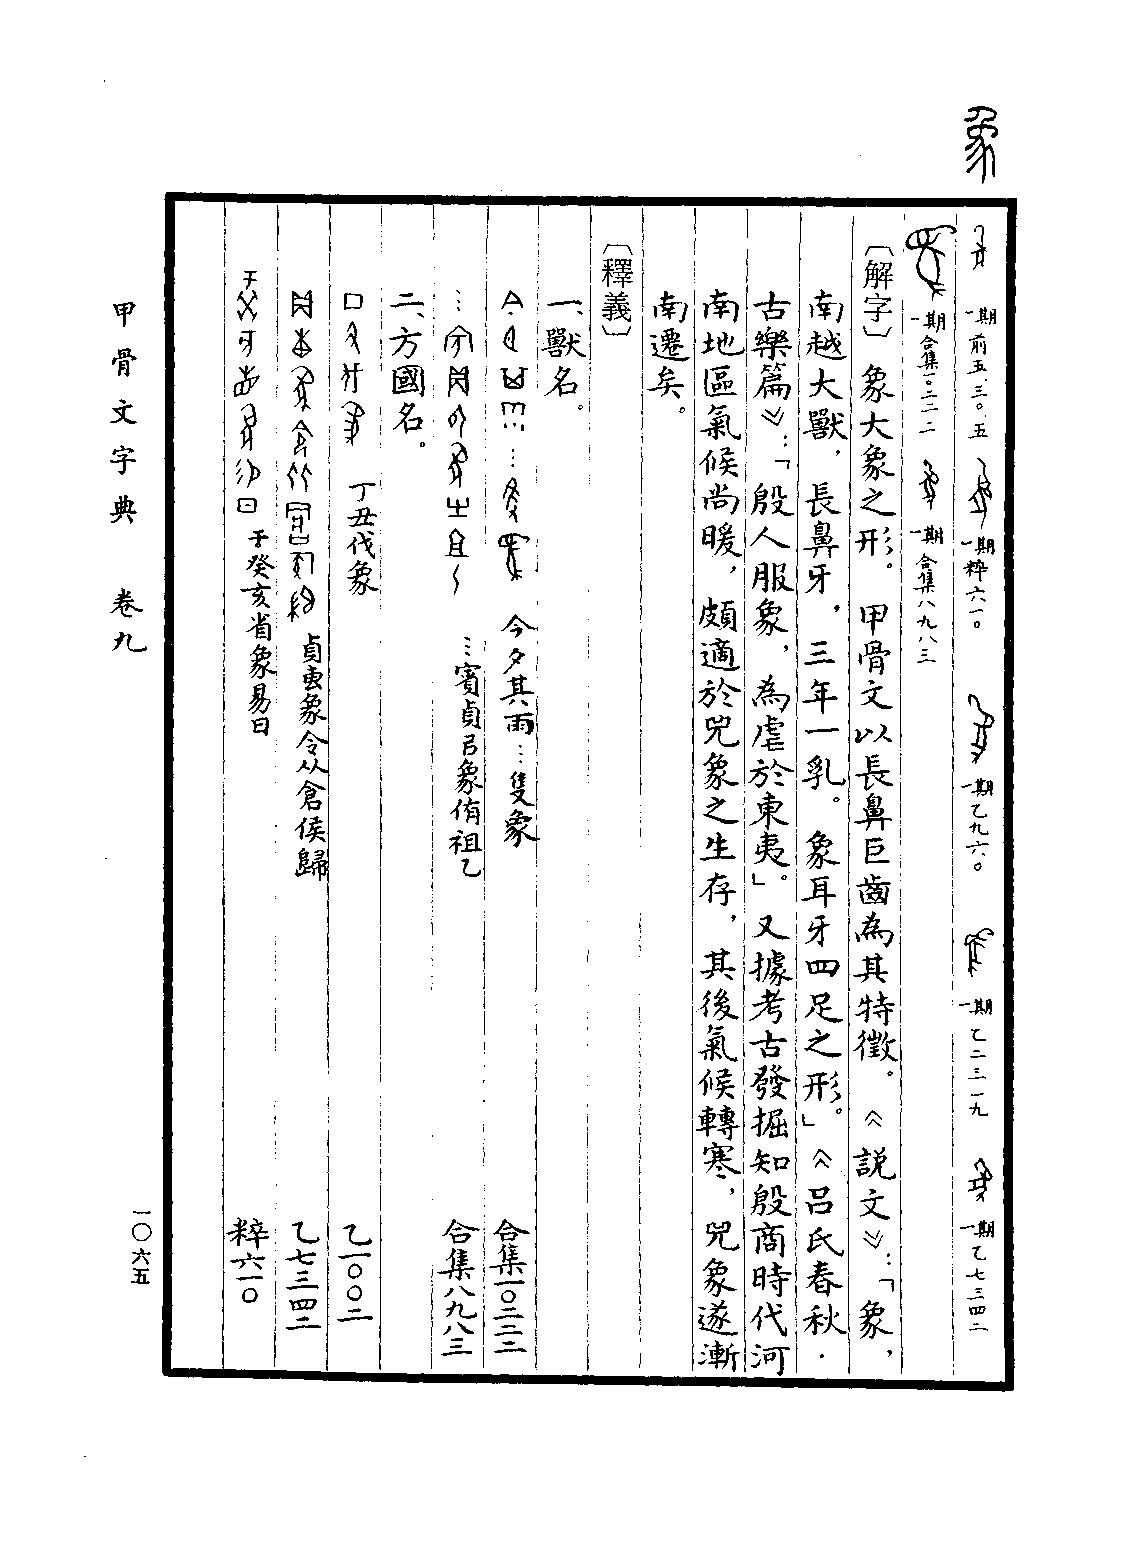 象
一期前五.三〇.五 一期粹六一〇 一期乙九六〇 一期乙二三一九 一期乙七三四二
一期合集一〇二二二 一期合集八九八三
〔解字〕象大象之形。甲骨文以長鼻巨齒為其特徵。《說文》：「象，
南越大獸，長鼻牙，三年一乳。象耳牙四足之形。」《呂氏春秋·
古樂篇》：「殷人服象，為虐於東夷」。又據考古發掘知殷商時代河
南地區氣候尚暖，頗適於兕象之生存，其後氣候轉寒，兕象遂漸
南遷矣。
〔釋義〕
一、獸名。
今夕其雨…隻象 合集一〇二二二
…賓貞㠯象侑祖乙 合集八九八三
二、方國名。
丁丑伐象 乙一〇〇二
貞叀象令从倉侯歸 乙七三四二
于癸亥省象易日 粹六一〇
甲骨文字典 卷九
一〇六五